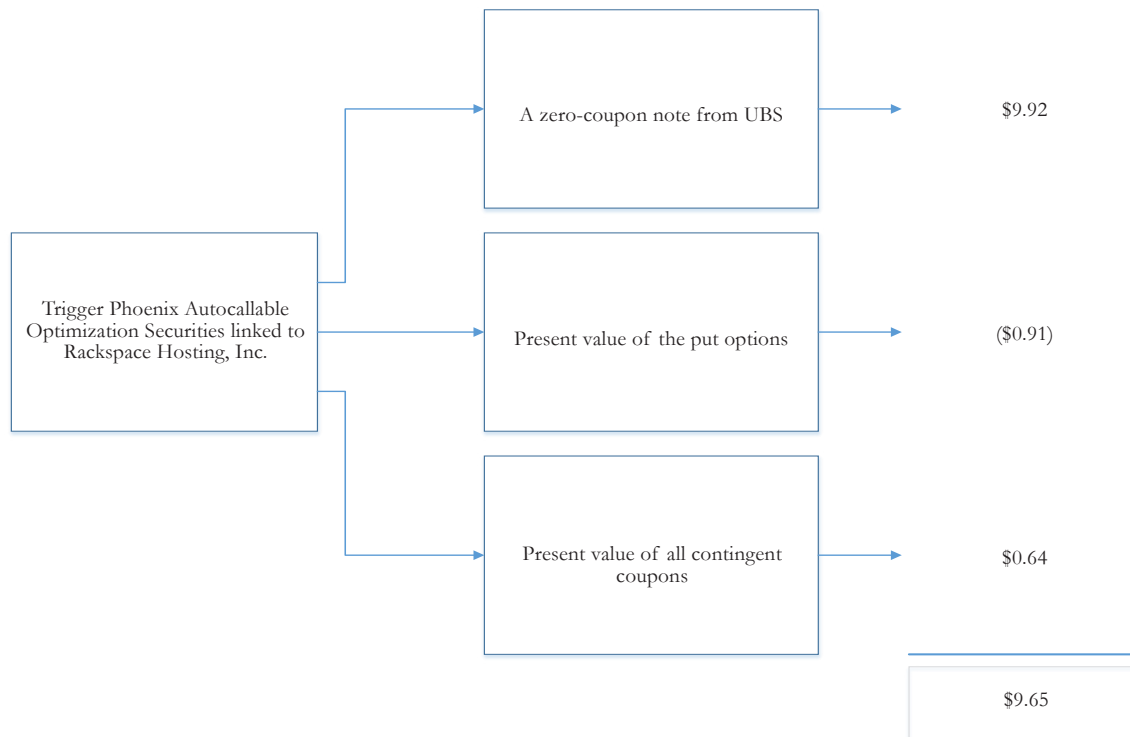 A zero-coupon note from UBS
$9.92
Trigger Phoenix Autocallable
Optimization Securities linked to
Rackspace Hosting, Inc.
Present value of the put options
($0.91)
Present value of all contingent
coupons
$0.64
$9.65